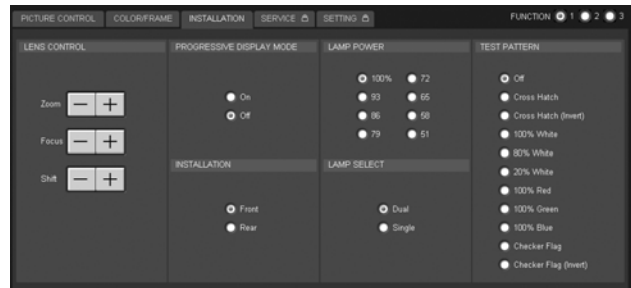 PICTURE CONTROL COLOR/FRAME INSTALLATION SERVICE SETTING FUNCTION 1 2 3
LENS CONTROL
Zoom − +
Focus − +
Shift − +
PROGRESSIVE DISPLAY MODE
On
Off
INSTALLATION
Front
Rear
LAMP POWER
100% 72
93 65
86 58
79 51
LAMP SELECT
Dual
Single
TEST PATTERN
Off
Cross Hatch
Cross Hatch (Invert)
100% White
80% White
20% White
100% Red
100% Green
100% Blue
Checker Flag
Checker Flag (Invert)